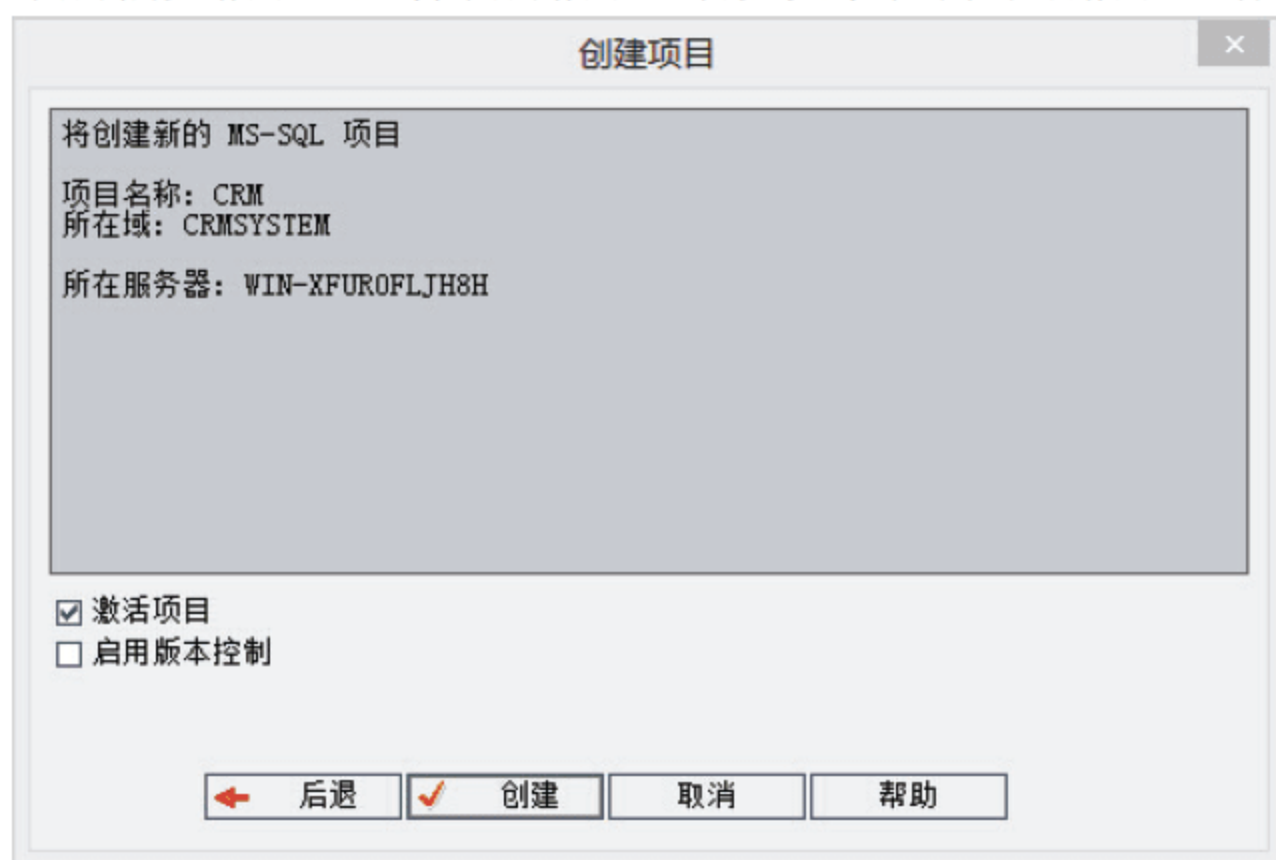 创建项目
将创建新的 MS-SQL 项目
项目名称: CRM
所在域: CRMSYSTEM
所在服务器: WIN-XFUROFLJH8H
激活项目
启用版本控制
后退
创建
取消
帮助